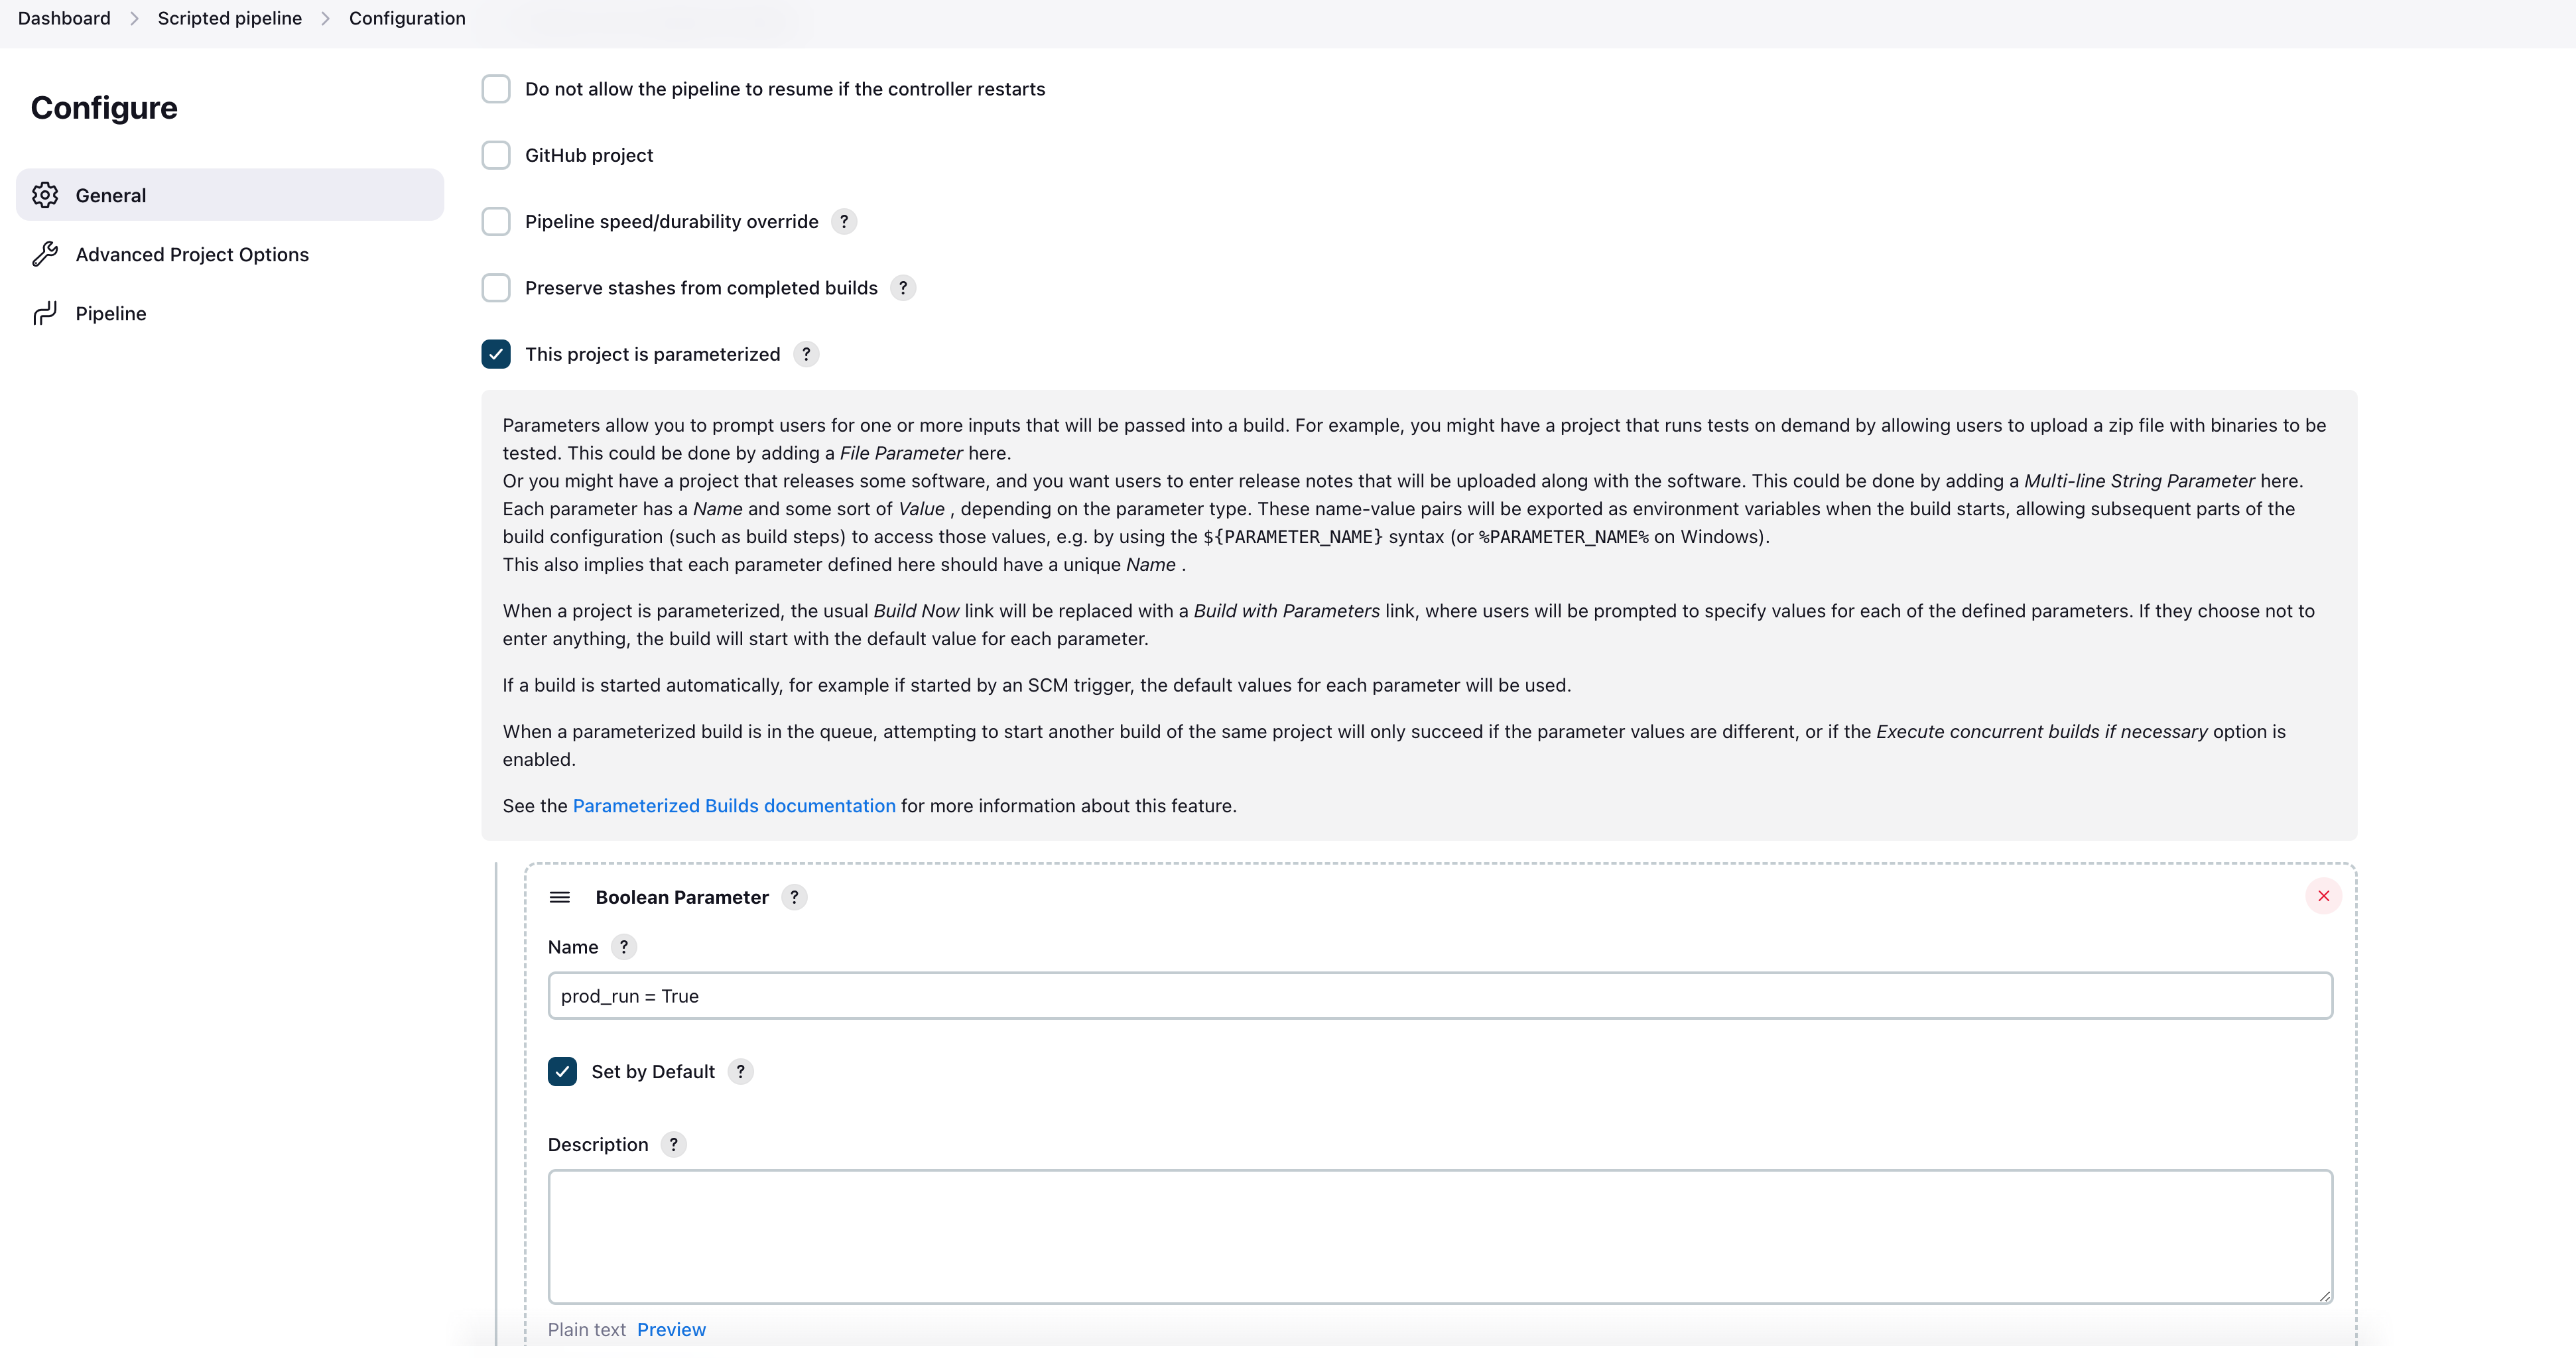 Dashboard > Scripted pipeline > Configuration
Configure
General
Advanced Project Options
Pipeline
Do not allow the pipeline to resume if the controller restarts
GitHub project
Pipeline speed/durability override ?
Preserve stashes from completed builds ?
This project is parameterized ?
Parameters allow you to prompt users for one or more inputs that will be passed into a build. For example, you might have a project that runs tests on demand by allowing users to upload a zip file with binaries to be
tested. This could be done by adding a File Parameter here.
Or you might have a project that releases some software, and you want users to enter release notes that will be uploaded along with the software. This could be done by adding a Multi-line String Parameter here.
Each parameter has a Name and some sort of Value , depending on the parameter type. These name-value pairs will be exported as environment variables when the build starts, allowing subsequent parts of the
build configuration (such as build steps) to access those values, e.g. by using the ${PARAMETER_NAME} syntax (or %PARAMETER_NAME% on Windows).
This also implies that each parameter defined here should have a unique Name .
When a project is parameterized, the usual Build Now link will be replaced with a Build with Parameters link, where users will be prompted to specify values for each of the defined parameters. If they choose not to
enter anything, the build will start with the default value for each parameter.
If a build is started automatically, for example if started by an SCM trigger, the default values for each parameter will be used.
When a parameterized build is in the queue, attempting to start another build of the same project will only succeed if the parameter values are different, or if the Execute concurrent builds if necessary option is
enabled.
See the Parameterized Builds documentation for more information about this feature.
Boolean Parameter ?
Name ?
prod_run = True
Set by Default ?
Description ?
Plain text Preview